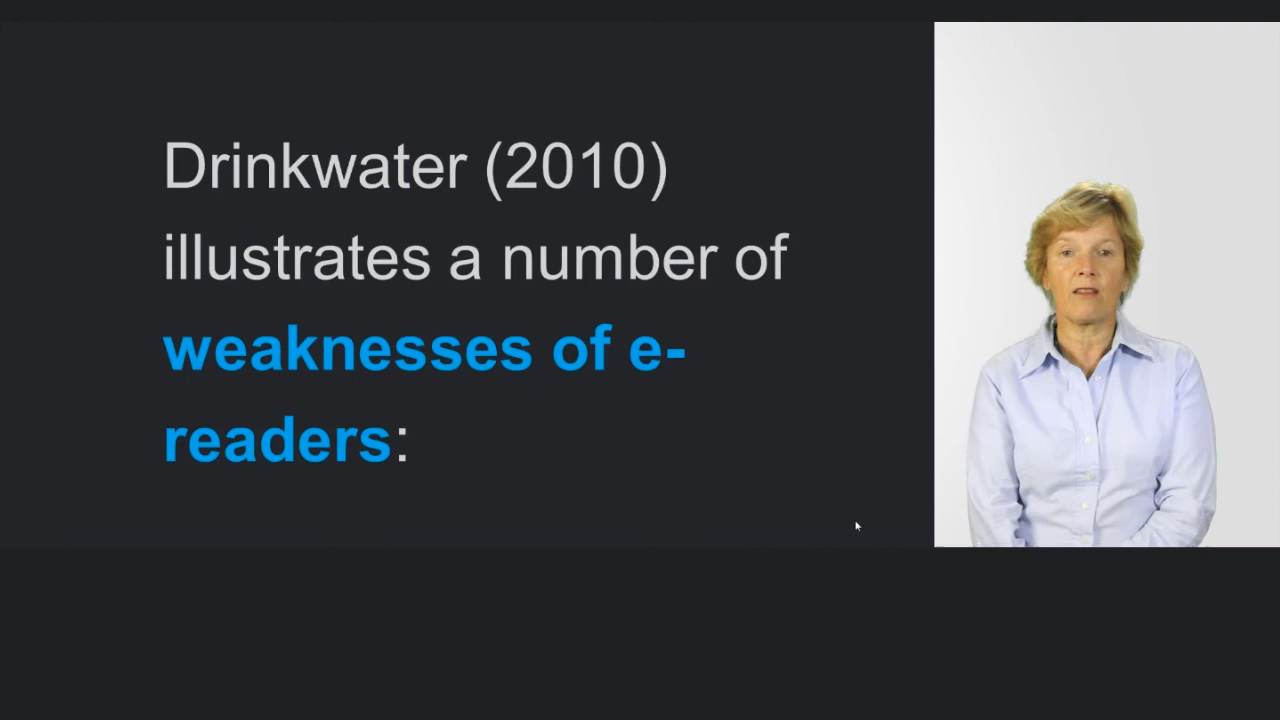 Drinkwater (2010)
illustrates a number of
weaknesses of e-
readers: